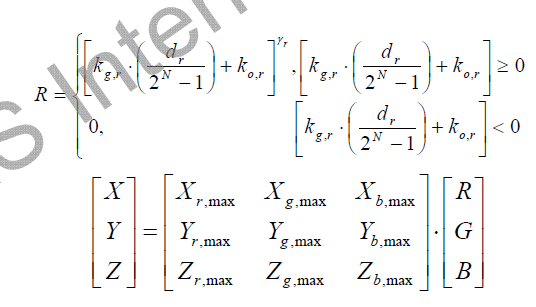 R = { [k_{g,r} · (d_r / (2^N − 1)) + k_{o,r}]^{γ_r} , [k_{g,r} · (d_r / (2^N − 1)) + k_{o,r}] ≥ 0
0, [k_{g,r} · (d_r / (2^N − 1)) + k_{o,r}] < 0
[X] = [X_{r,max} X_{g,max} X_{b,max}] · [R]
[Y] = [Y_{r,max} Y_{g,max} Y_{b,max}] · [G]
[Z] = [Z_{r,max} Z_{g,max} Z_{b,max}] · [B]
S Intern